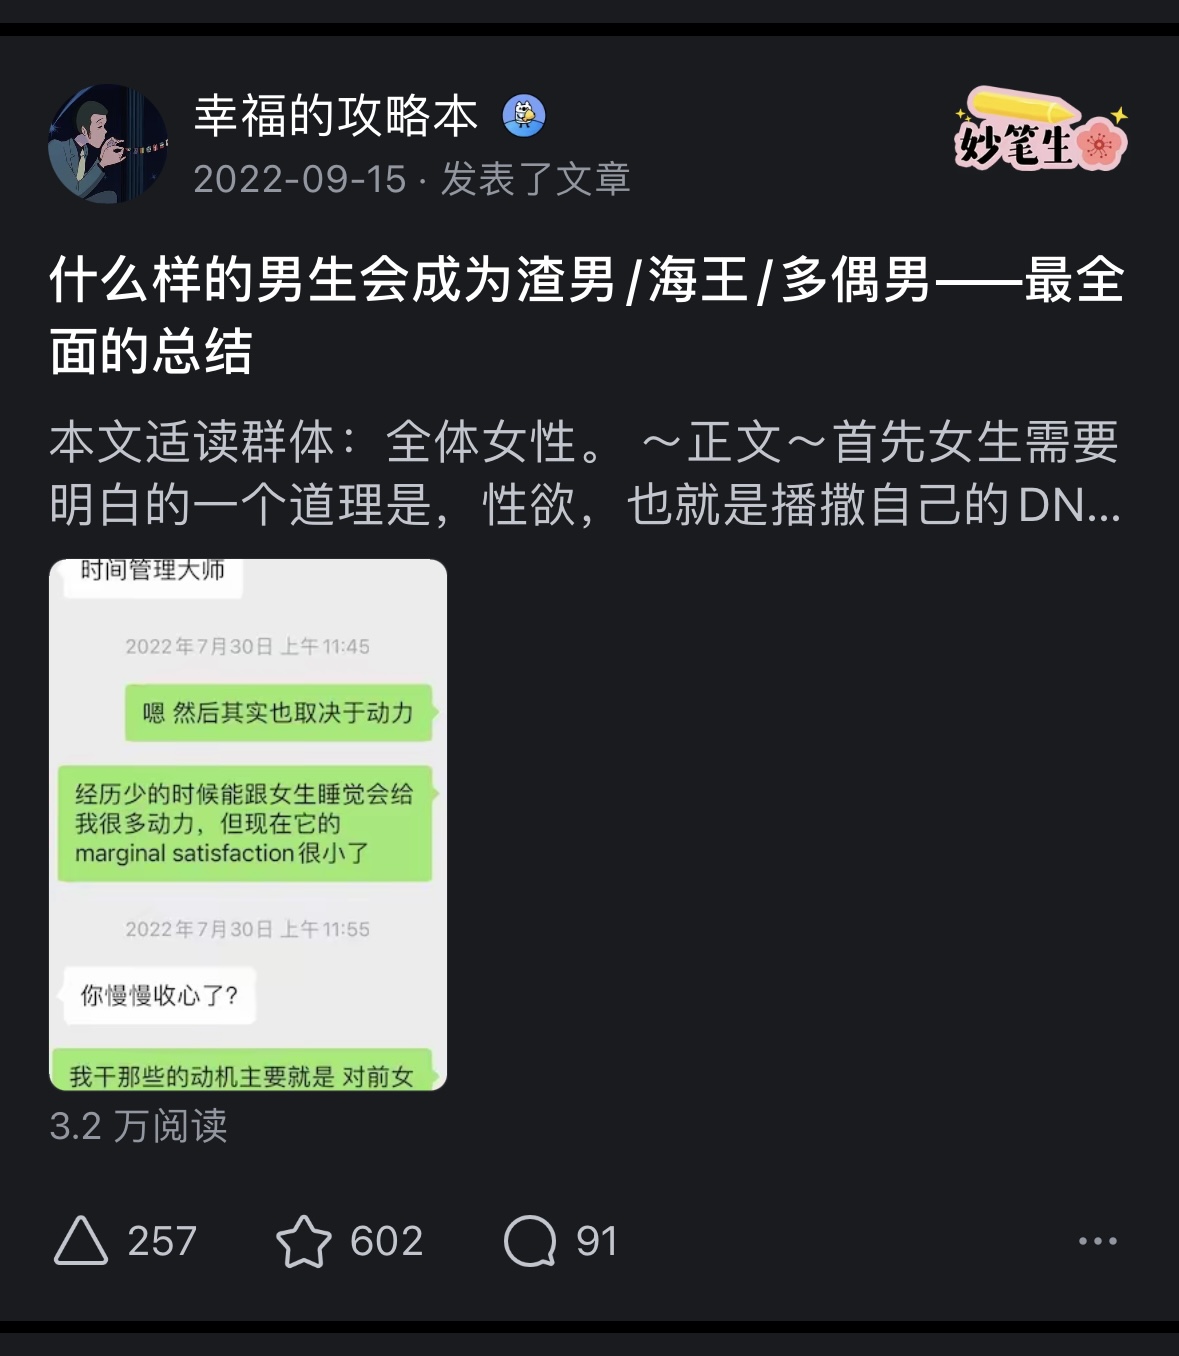 幸福的攻略本
2022-09-15 · 发表了文章
妙笔生
什么样的男生会成为渣男/海王/多偶男——最全
面的总结
本文适读群体：全体女性。 ～正文～首先女生需要
明白的一个道理是，性欲，也就是播撒自己的DN...
时间管理大师
2022年7月30日 上午11:45
嗯 然后其实也取决于动力
经历少的时候能跟女生睡觉会给
我很多动力，但现在它的
marginal satisfaction很小了
2022年7月30日 上午11:55
你慢慢收心了?
我干那些的动机主要就是 对前女
3.2 万阅读
257
602
91